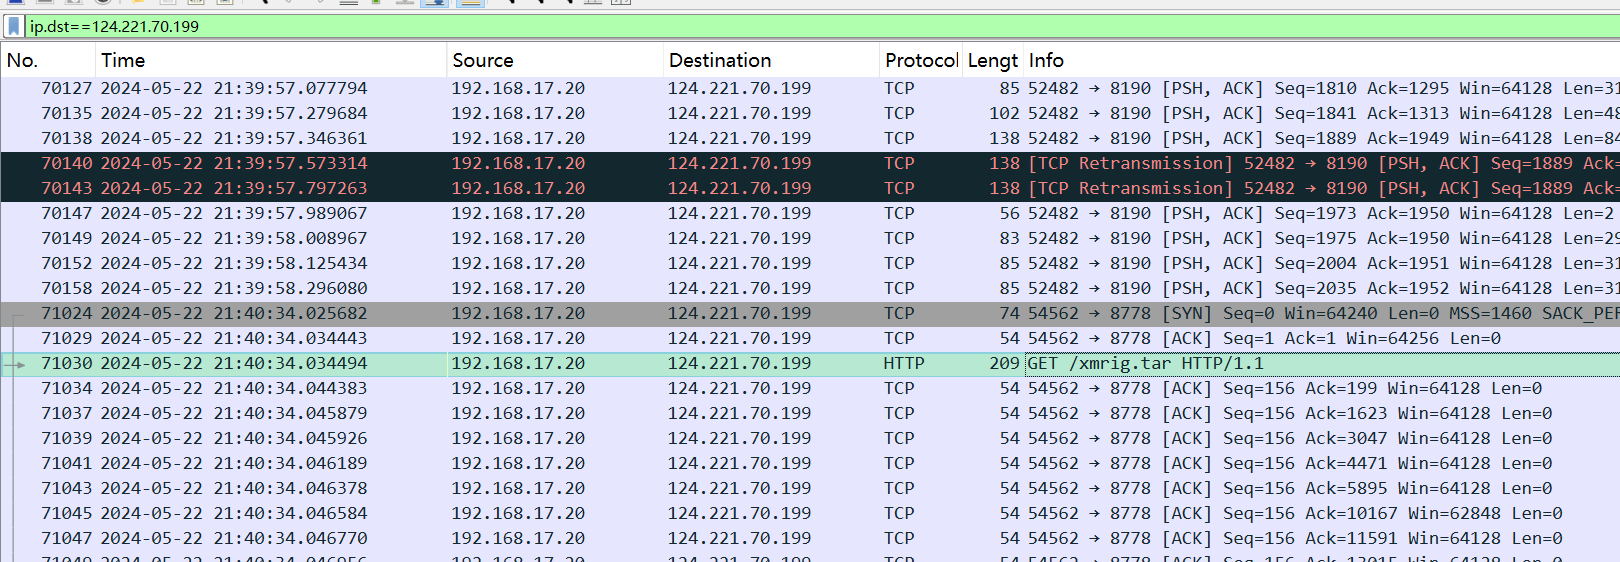 ip.dst==124.221.70.199
No. Time Source Destination Protocol Lengt Info
70127 2024-05-22 21:39:57.077794 192.168.17.20 124.221.70.199 TCP 85 52482 → 8190 [PSH, ACK] Seq=1810 Ack=1295 Win=64128 Len=31
70135 2024-05-22 21:39:57.279684 192.168.17.20 124.221.70.199 TCP 102 52482 → 8190 [PSH, ACK] Seq=1841 Ack=1313 Win=64128 Len=48
70138 2024-05-22 21:39:57.346361 192.168.17.20 124.221.70.199 TCP 138 52482 → 8190 [PSH, ACK] Seq=1889 Ack=1949 Win=64128 Len=84
70140 2024-05-22 21:39:57.573314 192.168.17.20 124.221.70.199 TCP 138 [TCP Retransmission] 52482 → 8190 [PSH, ACK] Seq=1889 Ack=
70143 2024-05-22 21:39:57.797263 192.168.17.20 124.221.70.199 TCP 138 [TCP Retransmission] 52482 → 8190 [PSH, ACK] Seq=1889 Ack=
70147 2024-05-22 21:39:57.989067 192.168.17.20 124.221.70.199 TCP 56 52482 → 8190 [PSH, ACK] Seq=1973 Ack=1950 Win=64128 Len=2
70149 2024-05-22 21:39:58.008967 192.168.17.20 124.221.70.199 TCP 83 52482 → 8190 [PSH, ACK] Seq=1975 Ack=1950 Win=64128 Len=29
70152 2024-05-22 21:39:58.125434 192.168.17.20 124.221.70.199 TCP 85 52482 → 8190 [PSH, ACK] Seq=2004 Ack=1951 Win=64128 Len=31
70158 2024-05-22 21:39:58.296080 192.168.17.20 124.221.70.199 TCP 85 52482 → 8190 [PSH, ACK] Seq=2035 Ack=1952 Win=64128 Len=31
71024 2024-05-22 21:40:34.025682 192.168.17.20 124.221.70.199 TCP 74 54562 → 8778 [SYN] Seq=0 Win=64240 Len=0 MSS=1460 SACK_PER
71029 2024-05-22 21:40:34.034443 192.168.17.20 124.221.70.199 TCP 54 54562 → 8778 [ACK] Seq=1 Ack=1 Win=64256 Len=0
71030 2024-05-22 21:40:34.034494 192.168.17.20 124.221.70.199 HTTP 209 GET /xmrig.tar HTTP/1.1
71034 2024-05-22 21:40:34.044383 192.168.17.20 124.221.70.199 TCP 54 54562 → 8778 [ACK] Seq=156 Ack=199 Win=64128 Len=0
71037 2024-05-22 21:40:34.045879 192.168.17.20 124.221.70.199 TCP 54 54562 → 8778 [ACK] Seq=156 Ack=1623 Win=64128 Len=0
71039 2024-05-22 21:40:34.045926 192.168.17.20 124.221.70.199 TCP 54 54562 → 8778 [ACK] Seq=156 Ack=3047 Win=64128 Len=0
71041 2024-05-22 21:40:34.046189 192.168.17.20 124.221.70.199 TCP 54 54562 → 8778 [ACK] Seq=156 Ack=4471 Win=64128 Len=0
71043 2024-05-22 21:40:34.046378 192.168.17.20 124.221.70.199 TCP 54 54562 → 8778 [ACK] Seq=156 Ack=5895 Win=64128 Len=0
71045 2024-05-22 21:40:34.046584 192.168.17.20 124.221.70.199 TCP 54 54562 → 8778 [ACK] Seq=156 Ack=10167 Win=62848 Len=0
71047 2024-05-22 21:40:34.046770 192.168.17.20 124.221.70.199 TCP 54 54562 → 8778 [ACK] Seq=156 Ack=11591 Win=64128 Len=0